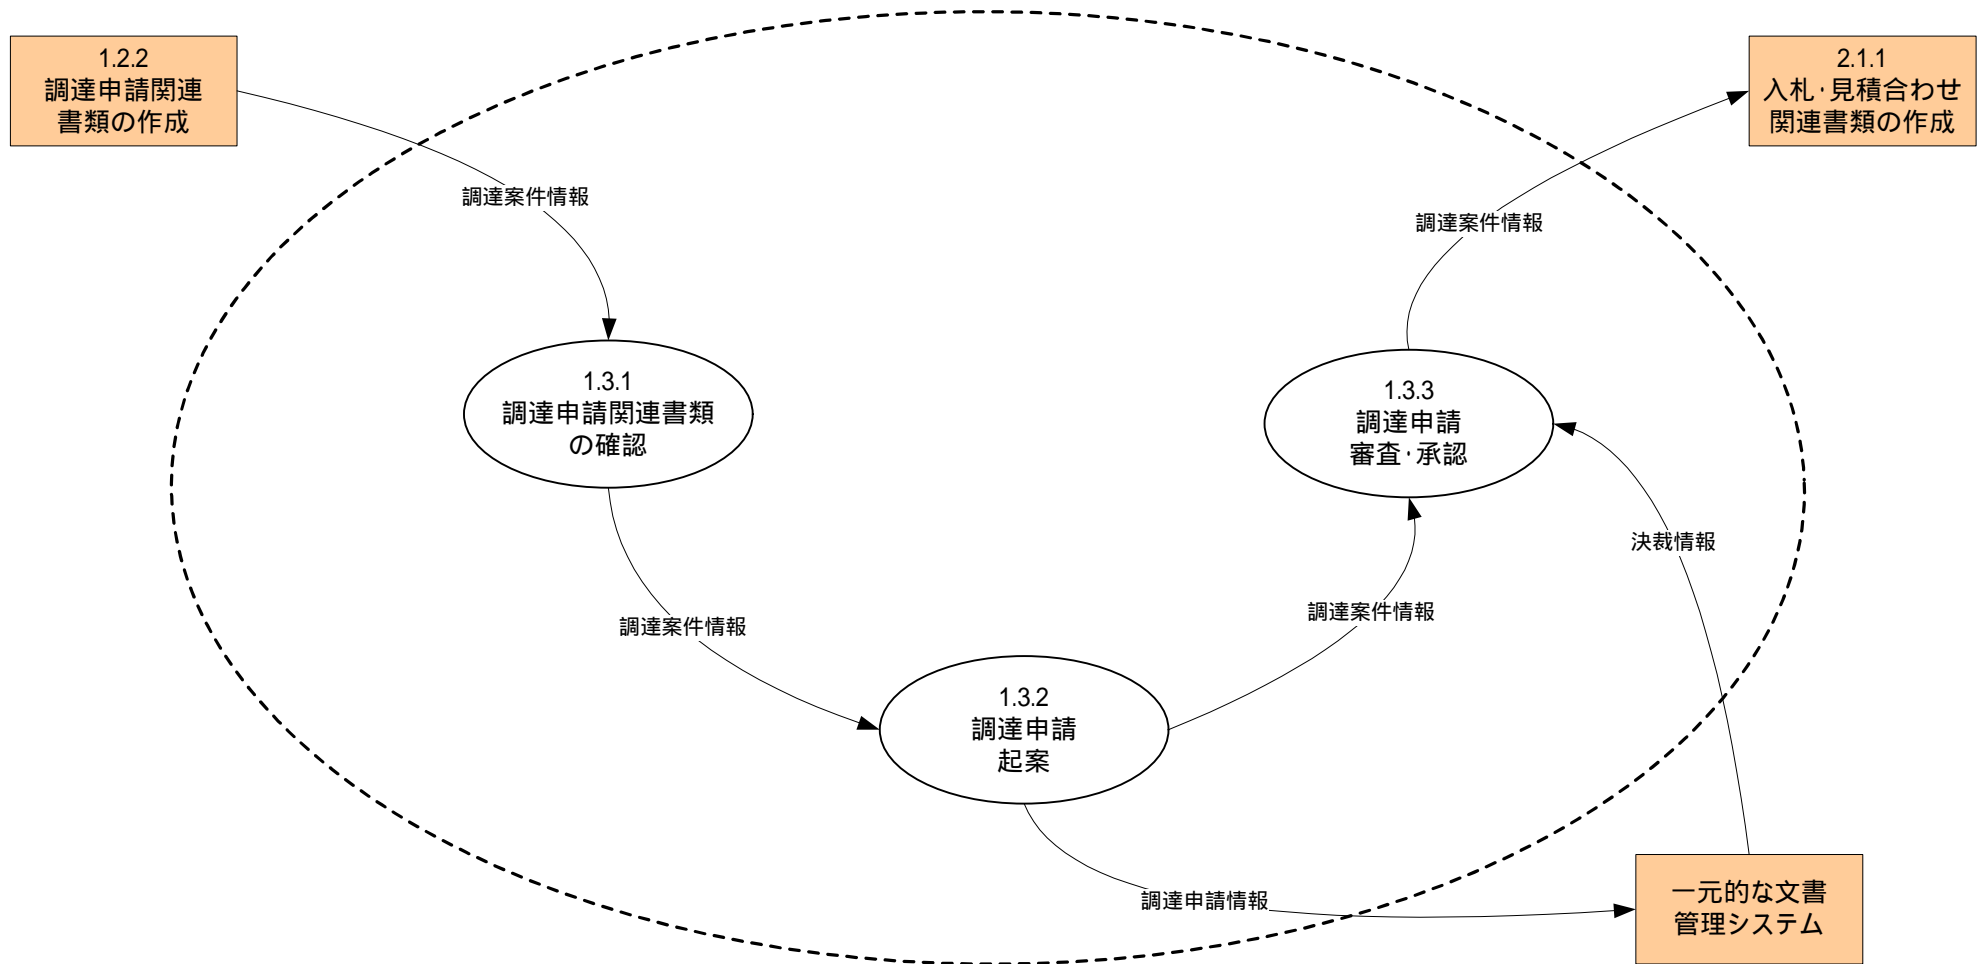 1.2.2
調達申請関連
書類の作成
2.1.1
入札・見積合わせ
関連書類の作成
調達案件情報
調達案件情報
1.3.1
調達申請関連書類
の確認
1.3.3
調達申請
審査・承認
決裁情報
調達案件情報
調達案件情報
1.3.2
調達申請
起案
調達申請情報
一元的な文書
管理システム